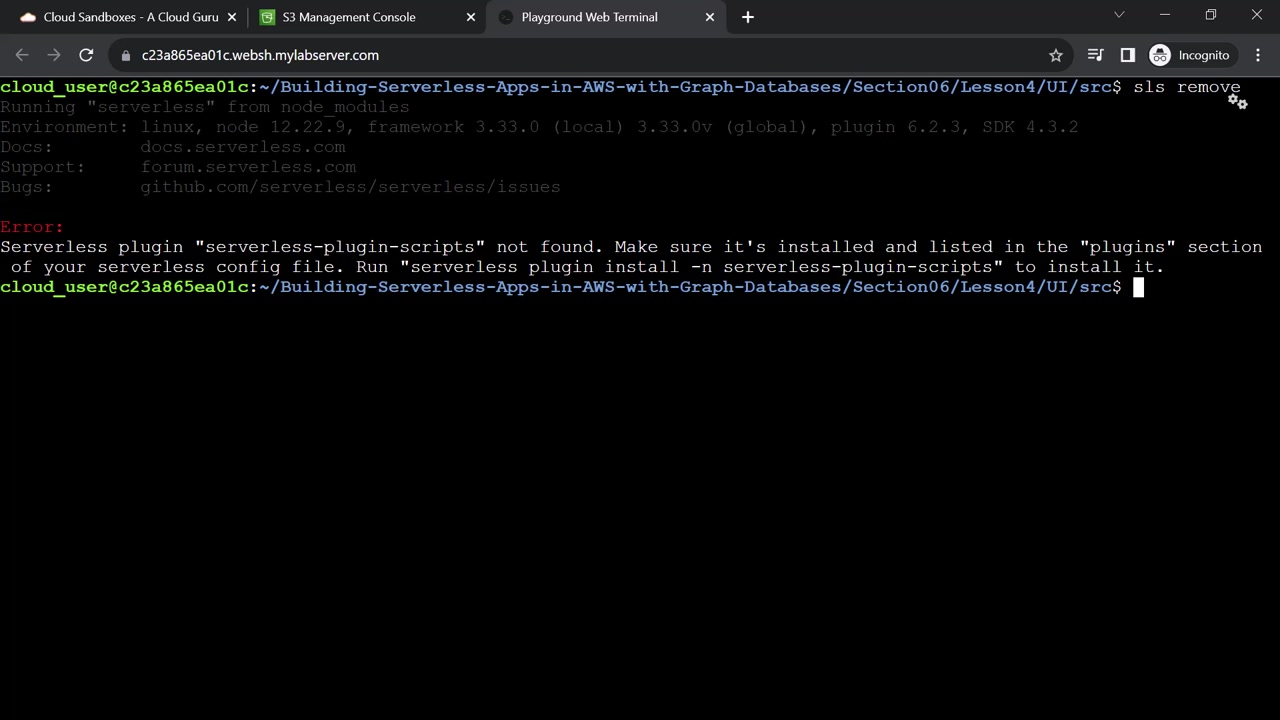 Cloud Sandboxes - A Cloud Guru
S3 Management Console
Playground Web Terminal
c23a865ea01c.websh.mylabserver.com
Incognito
cloud_user@c23a865ea01c:~/Building-Serverless-Apps-in-AWS-with-Graph-Databases/Section06/Lesson4/UI/src$ sls remove
Running "serverless" from node_modules
Environment: linux, node 12.22.9, framework 3.33.0 (local) 3.33.0v (global), plugin 6.2.3, SDK 4.3.2
Docs: docs.serverless.com
Support: forum.serverless.com
Bugs: github.com/serverless/serverless/issues
Error:
Serverless plugin "serverless-plugin-scripts" not found. Make sure it's installed and listed in the "plugins" section
of your serverless config file. Run "serverless plugin install -n serverless-plugin-scripts" to install it.
cloud_user@c23a865ea01c:~/Building-Serverless-Apps-in-AWS-with-Graph-Databases/Section06/Lesson4/UI/src$